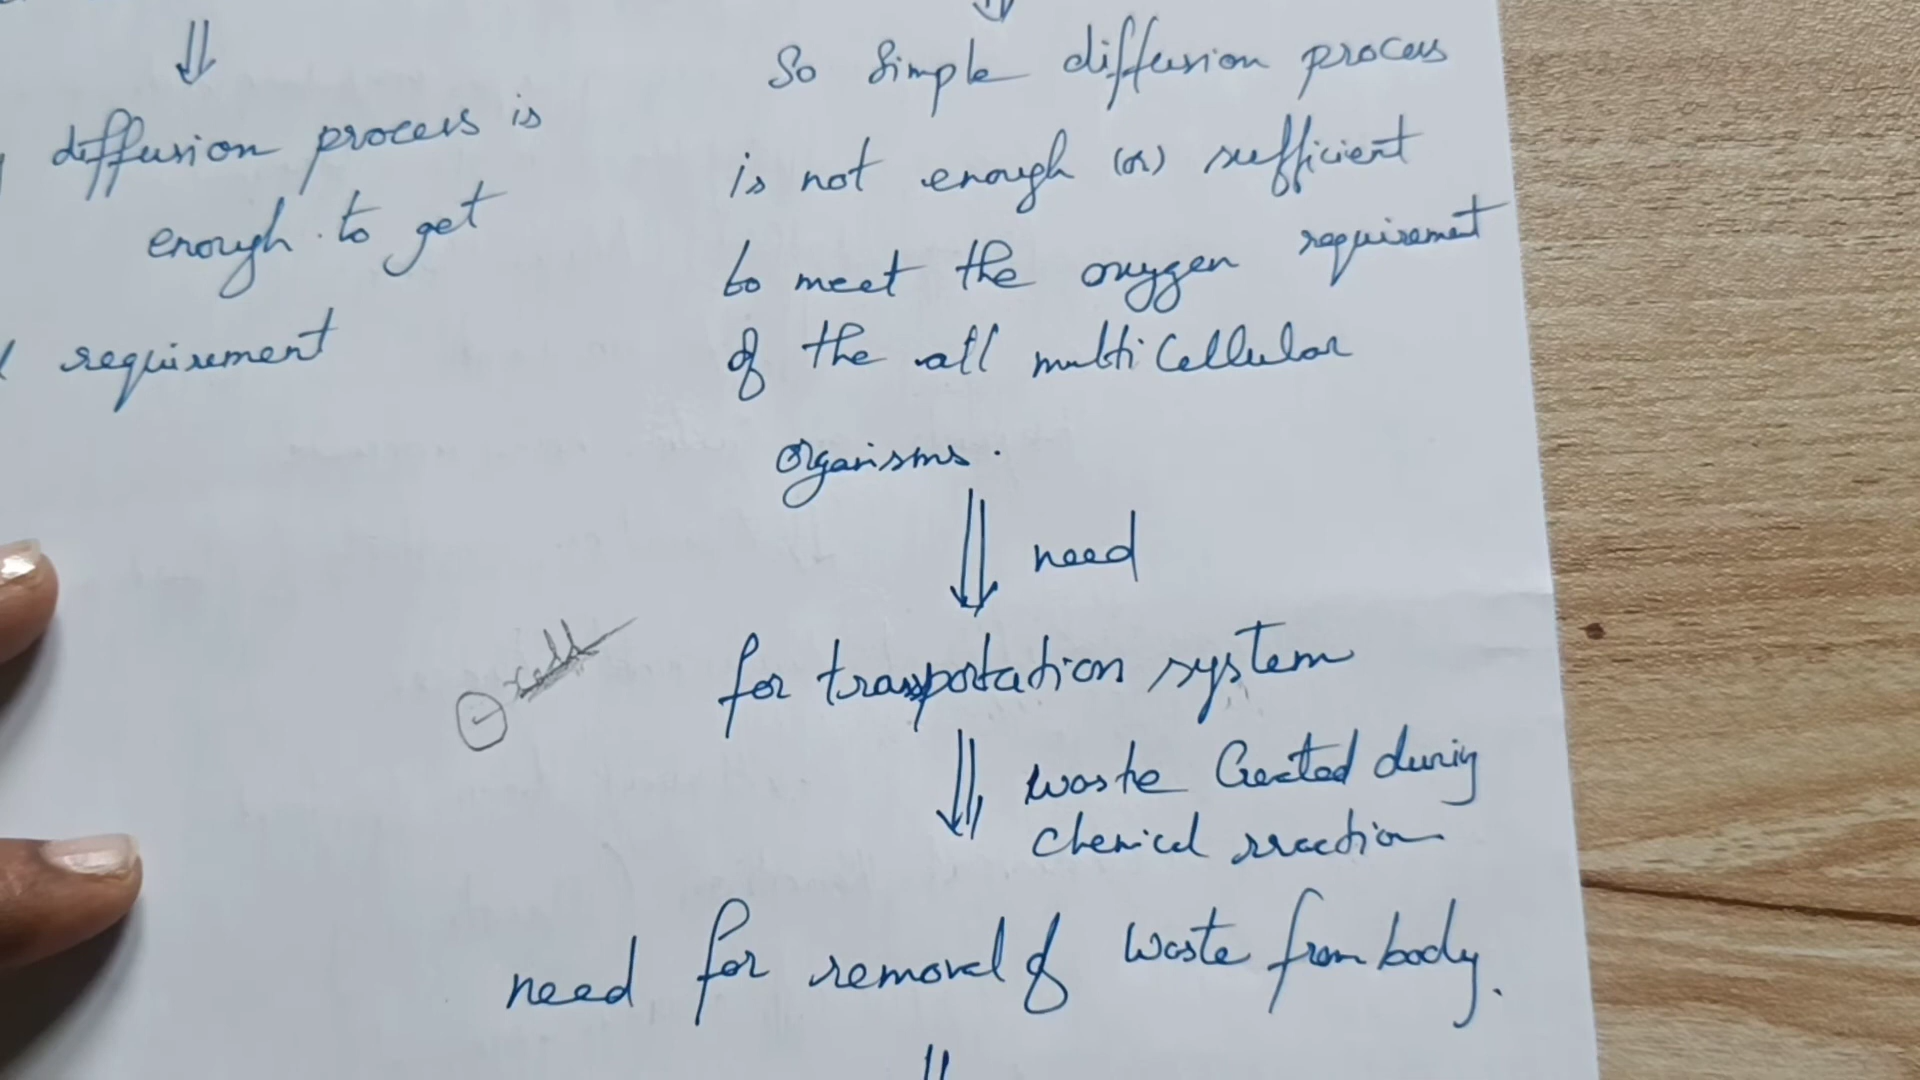 diffusion process is
enough to get
requirement
So Simple diffusion process
is not enough (or) sufficient
to meet the oxygen requirement
of the all multicellular
organisms.
need
for transportation system
waste Created during
Chemical reaction
need for removal of waste from body.